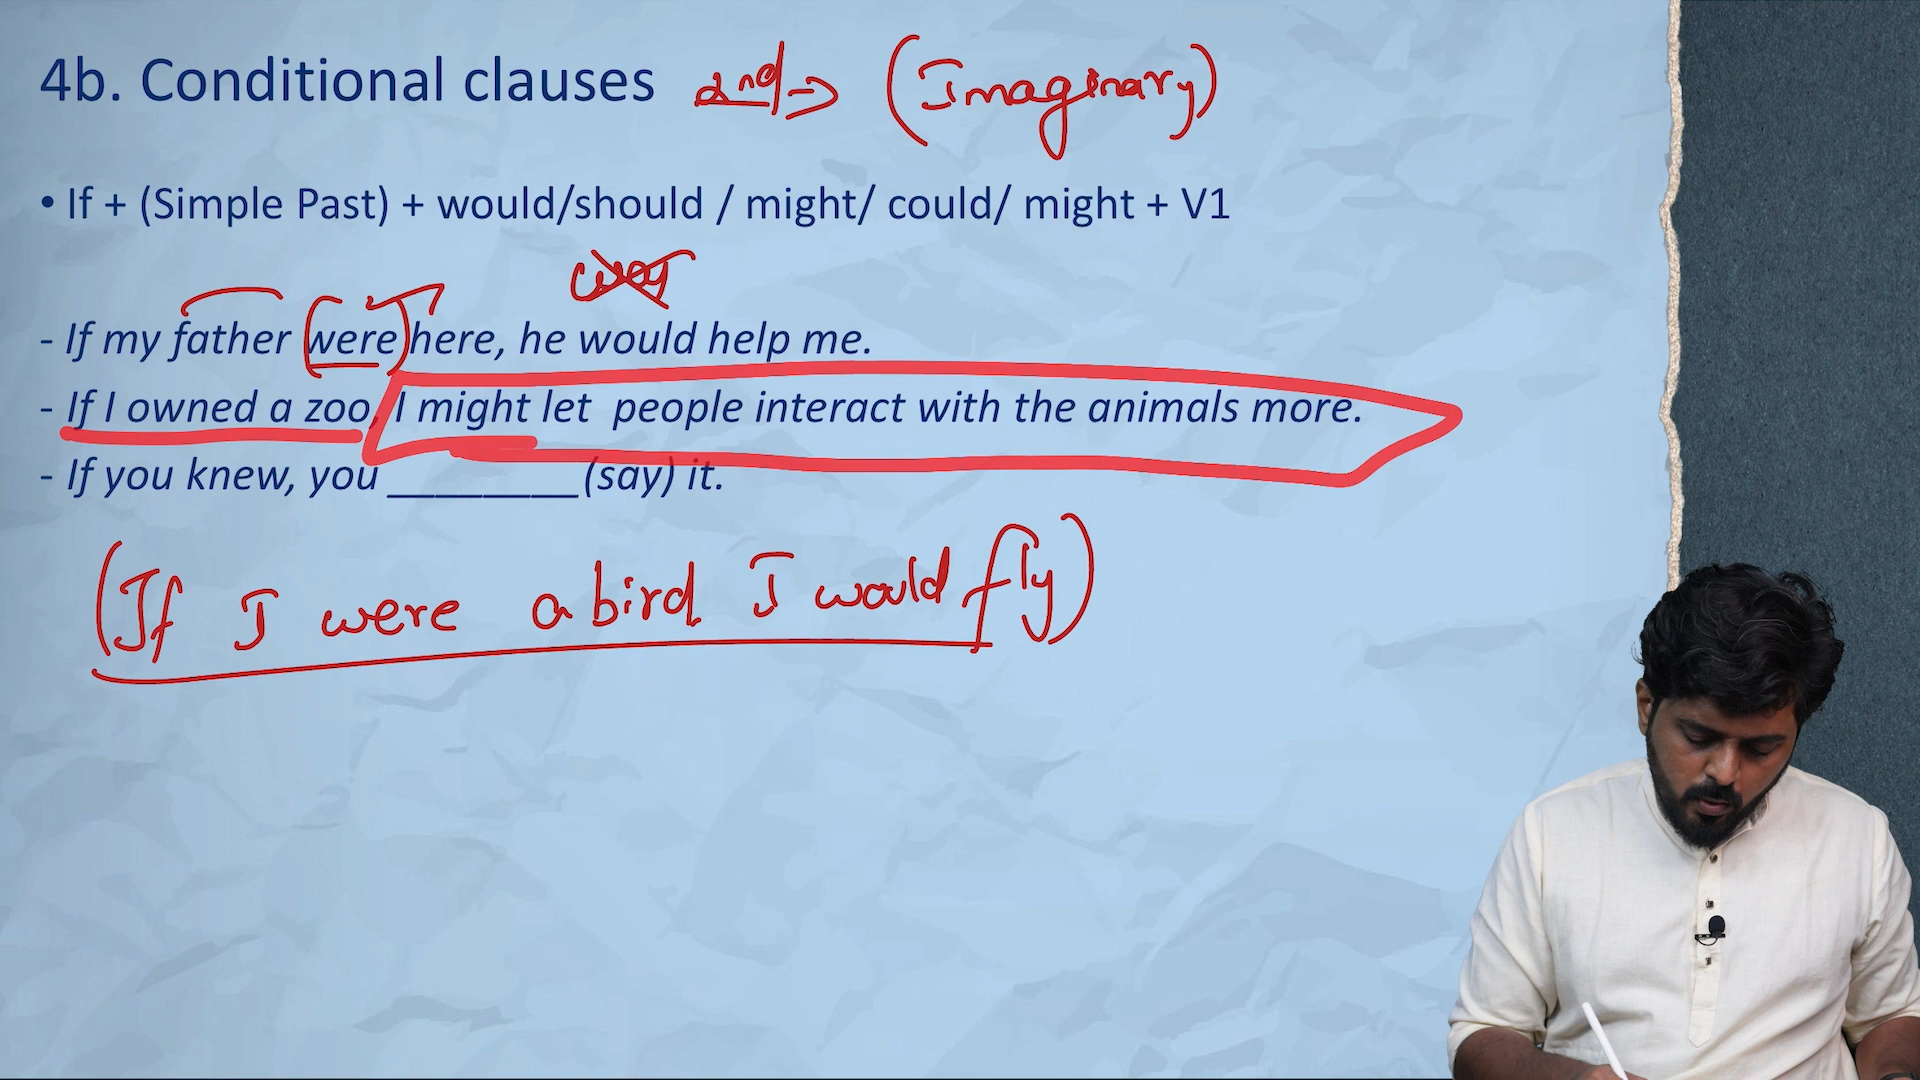 4b. Conditional clauses 2nd → (Imaginary)
• If + (Simple Past) + would/should / might/ could/ might + V1
- If my father were here, he would help me.
- If I owned a zoo, I might let people interact with the animals more.
- If you knew, you ________(say) it.
(If I were a bird I would fly)